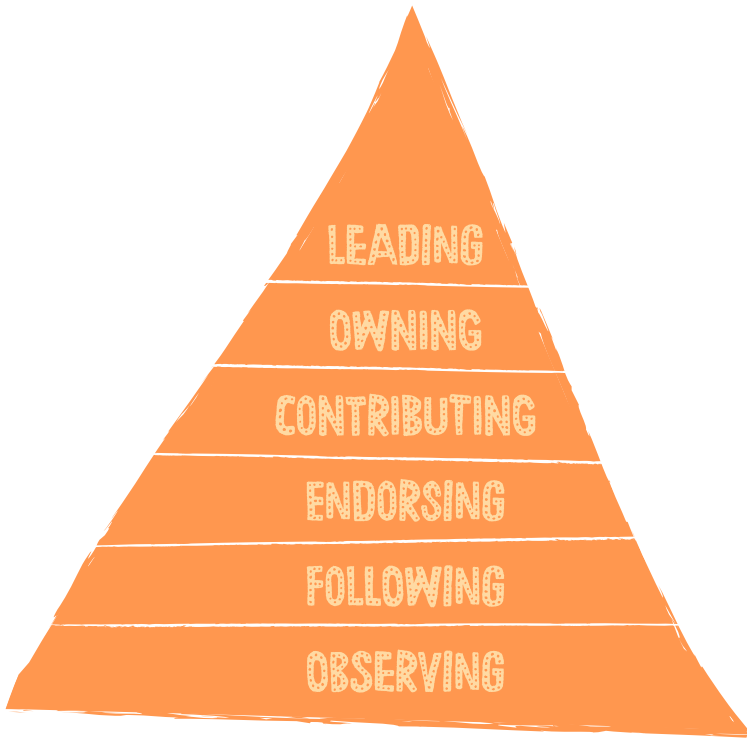 LEADING
OWNING
CONTRIBUTING
ENDORSING
FOLLOWING
OBSERVING